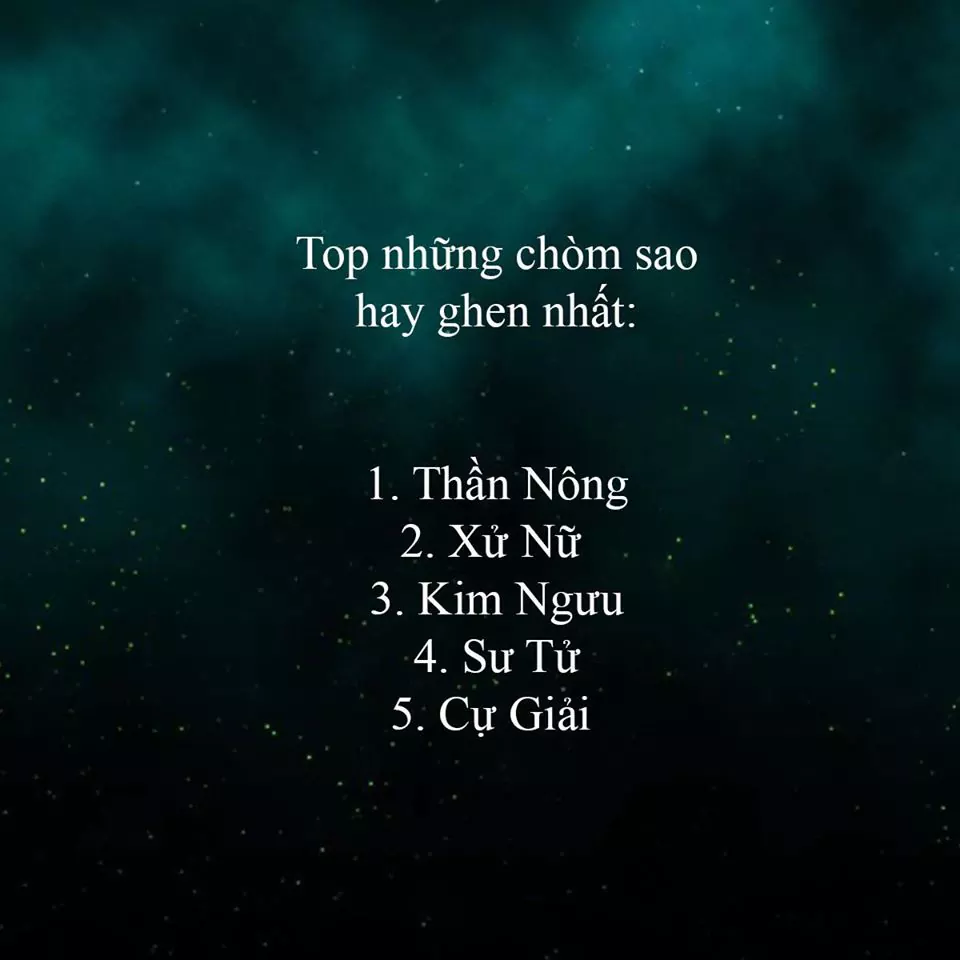 Top những chòm sao
hay ghen nhất:
1. Thần Nông
2. Xử Nữ
3. Kim Ngưu
4. Sư Tử
5. Cự Giải